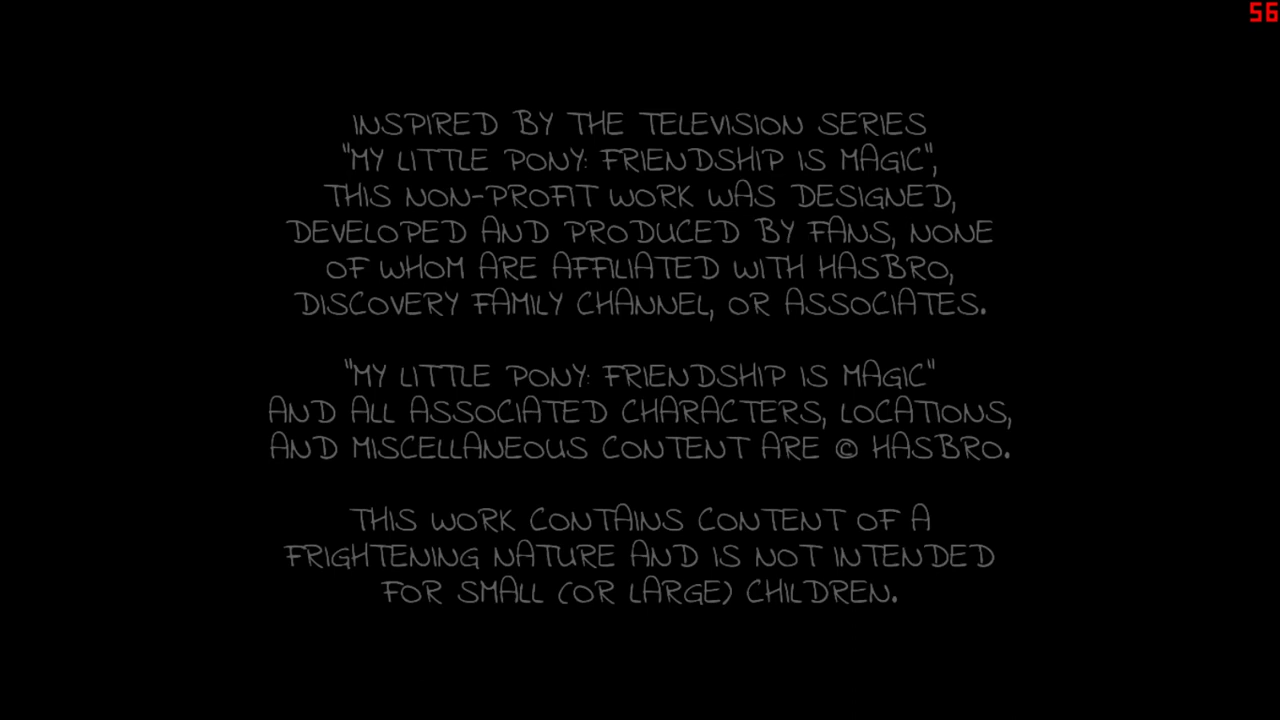 56
INSPIRED BY THE TELEVISION SERIES
"MY LITTLE PONY: FRIENDSHIP IS MAGIC",
THIS NON-PROFIT WORK WAS DESIGNED,
DEVELOPED AND PRODUCED BY FANS, NONE
OF WHOM ARE AFFILIATED WITH HASBRO,
DISCOVERY FAMILY CHANNEL, OR ASSOCIATES.
"MY LITTLE PONY: FRIENDSHIP IS MAGIC"
AND ALL ASSOCIATED CHARACTERS, LOCATIONS,
AND MISCELLANEOUS CONTENT ARE © HASBRO.
THIS WORK CONTAINS CONTENT OF A
FRIGHTENING NATURE AND IS NOT INTENDED
FOR SMALL (OR LARGE) CHILDREN.